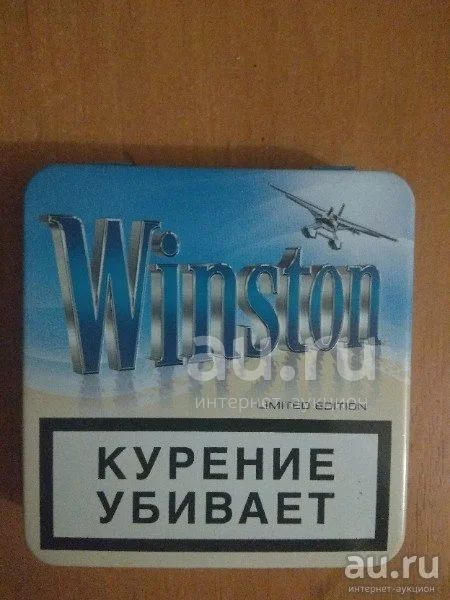 Winston
au.ru
интернет-аукцион
LIMITED EDITION
КУРЕНИЕ
УБИВАЕТ
au.ru
интернет-аукцион